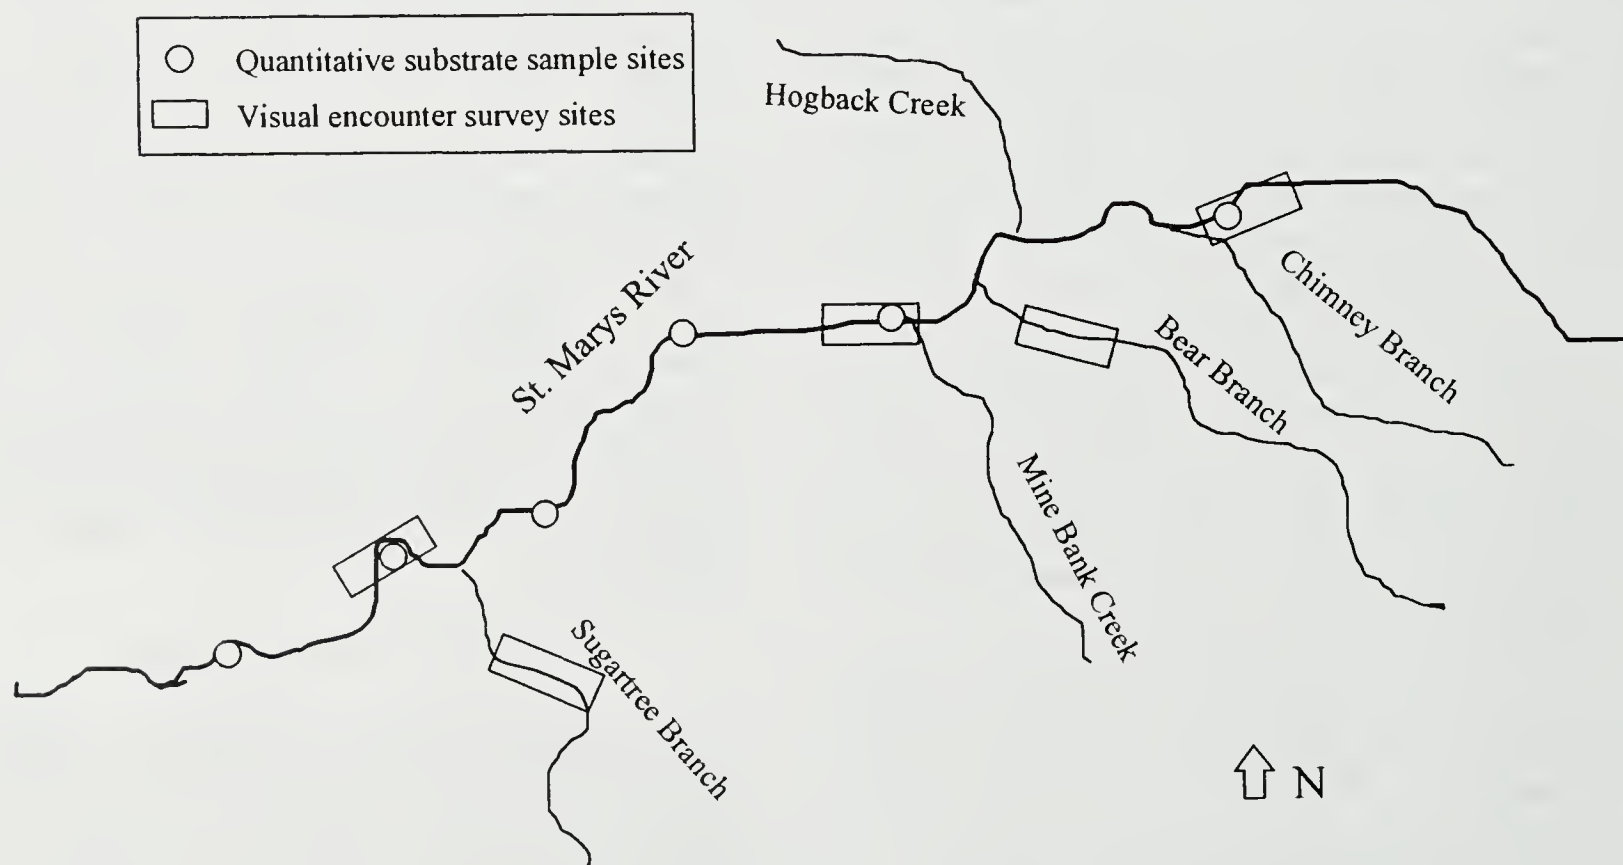 Quantitative substrate sample sites
Visual encounter survey sites
Hogback Creek
St. Marys River
Chimney Branch
Bear Branch
Mine Bank Creek
Sugartree Branch
N